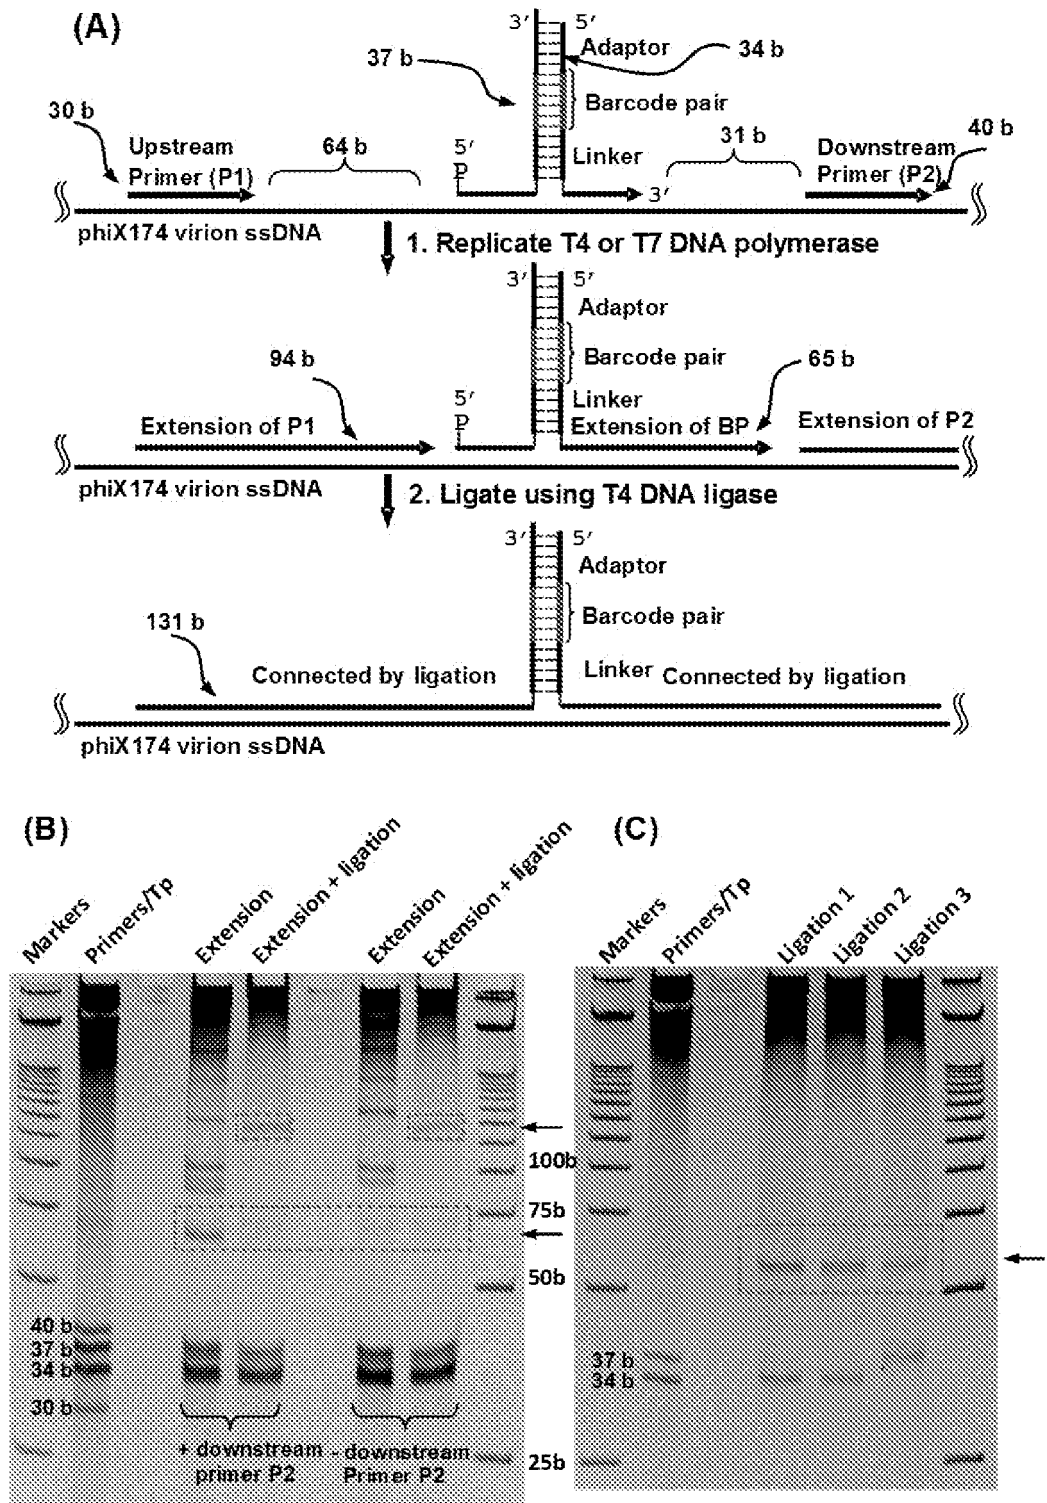 (A)
3′ 5′
Adaptor
34 b
37 b
Barcode pair
30 b
40 b
Upstream
Primer (P1)
64 b
5′
P
Linker
31 b
Downstream
Primer (P2)
3′
phiX174 virion ssDNA
1. Replicate T4 or T7 DNA polymerase
3′ 5′
Adaptor
94 b
Barcode pair
65 b
5′
P
Linker
Extension of P1
Extension of BP
Extension of P2
phiX174 virion ssDNA
2. Ligate using T4 DNA ligase
3′ 5′
Adaptor
Barcode pair
131 b
Connected by ligation
Linker
Connected by ligation
phiX174 virion ssDNA
(B)
Markers
Primers/Tp
Extension
Extension + ligation
Extension
Extension + ligation
100b
75b
50b
40 b
37 b
34 b
30 b
25b
+ downstream
primer P2
- downstream
Primer P2
(C)
Markers
Primers/Tp
Ligation 1
Ligation 2
Ligation 3
37 b
34 b